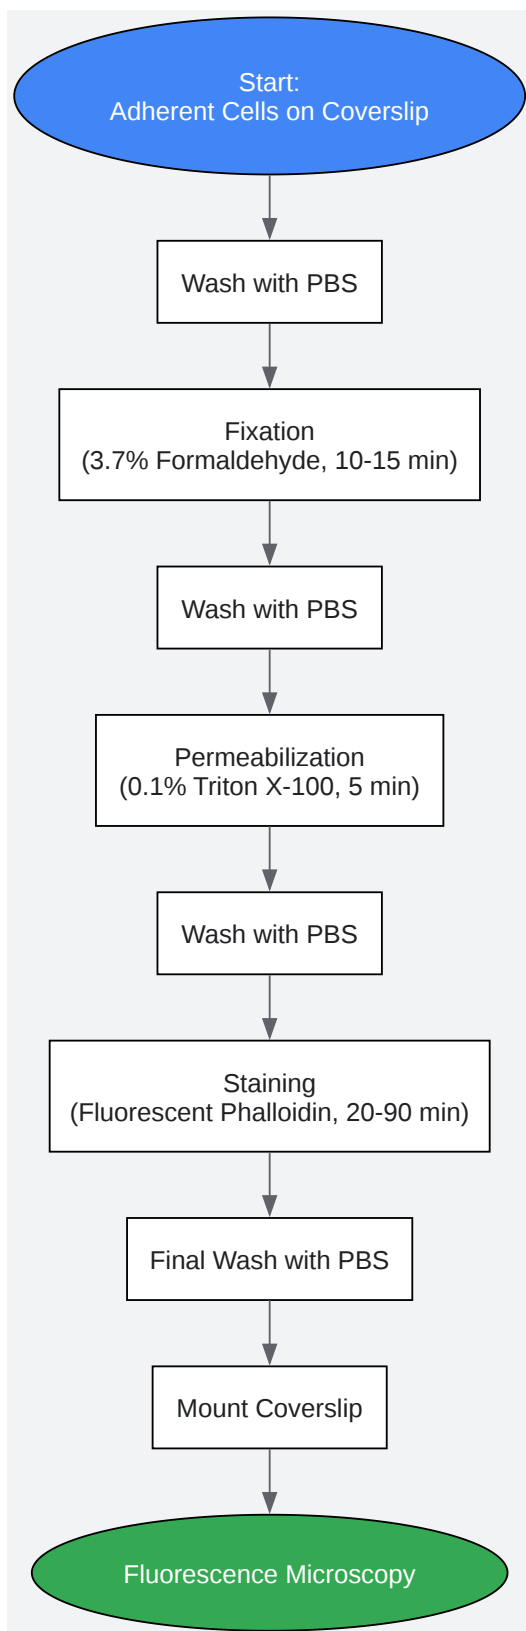 Start:
Adherent Cells on Coverslip
Wash with PBS
Fixation
(3.7% Formaldehyde, 10-15 min)
Wash with PBS
Permeabilization
(0.1% Triton X-100, 5 min)
Wash with PBS
Staining
(Fluorescent Phalloidin, 20-90 min)
Final Wash with PBS
Mount Coverslip
Fluorescence Microscopy